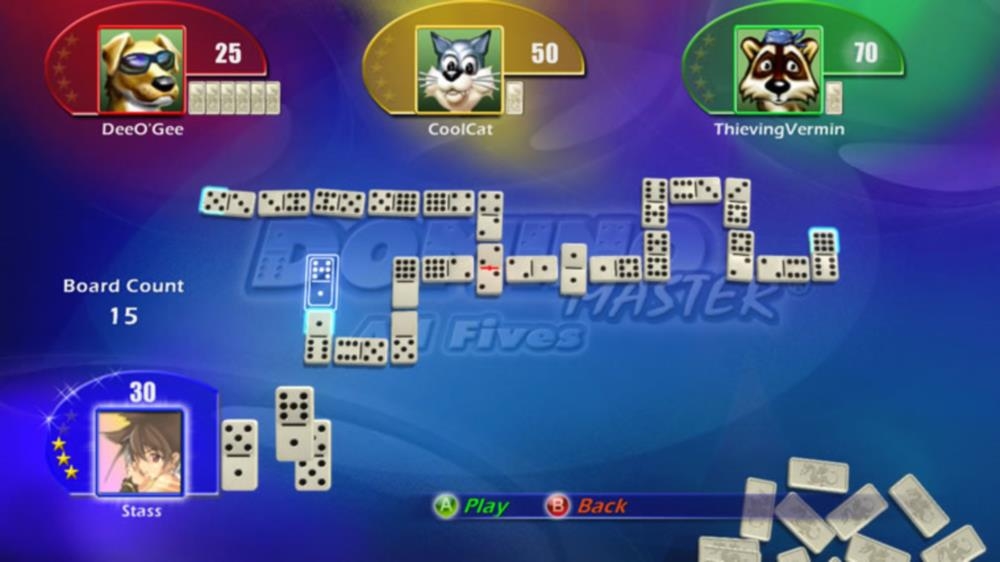 25
50
70
DeeO'Gee
CoolCat
ThievingVermin
DOMINO
MASTER®
All Fives
Board Count
15
30
Stass
A Play
B Back